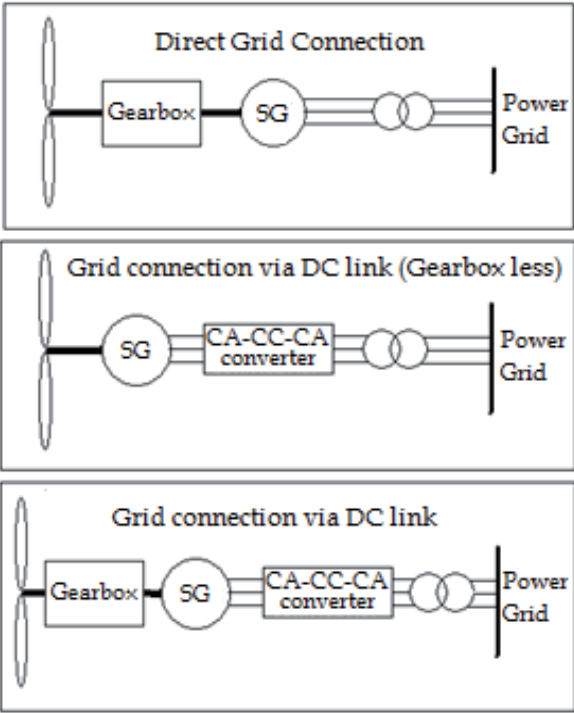 Direct Grid Connection
Gearbox
SG
Power
Grid
Grid connection via DC link (Gearbox less)
SG
CA-CC-CA
converter
Power
Grid
Grid connection via DC link
Gearbox
SG
CA-CC-CA
converter
Power
Grid